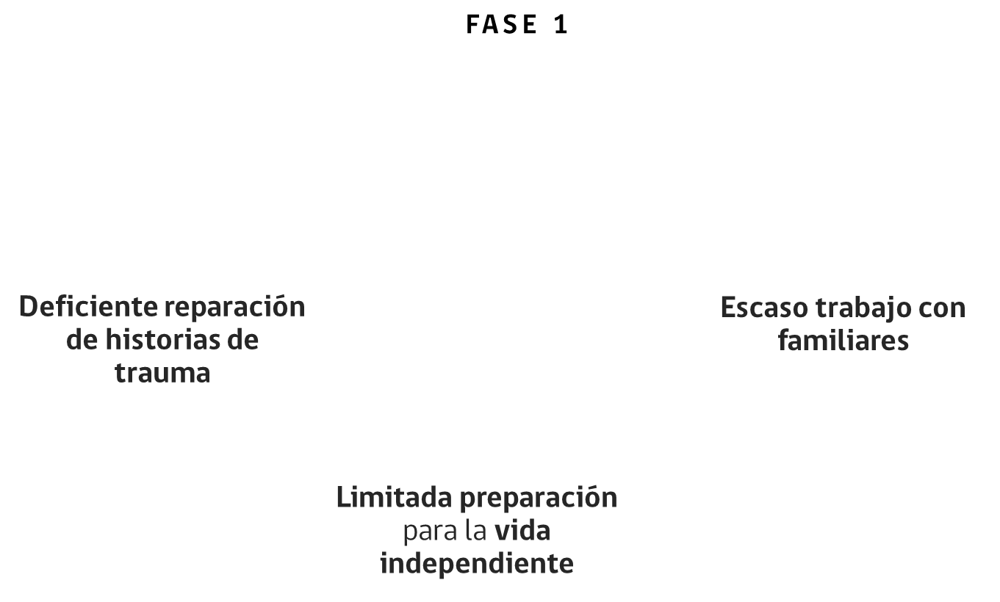 FASE 1
Deficiente reparación
de historias de
trauma
Escaso trabajo con
familiares
Limitada preparación
para la vida
independiente